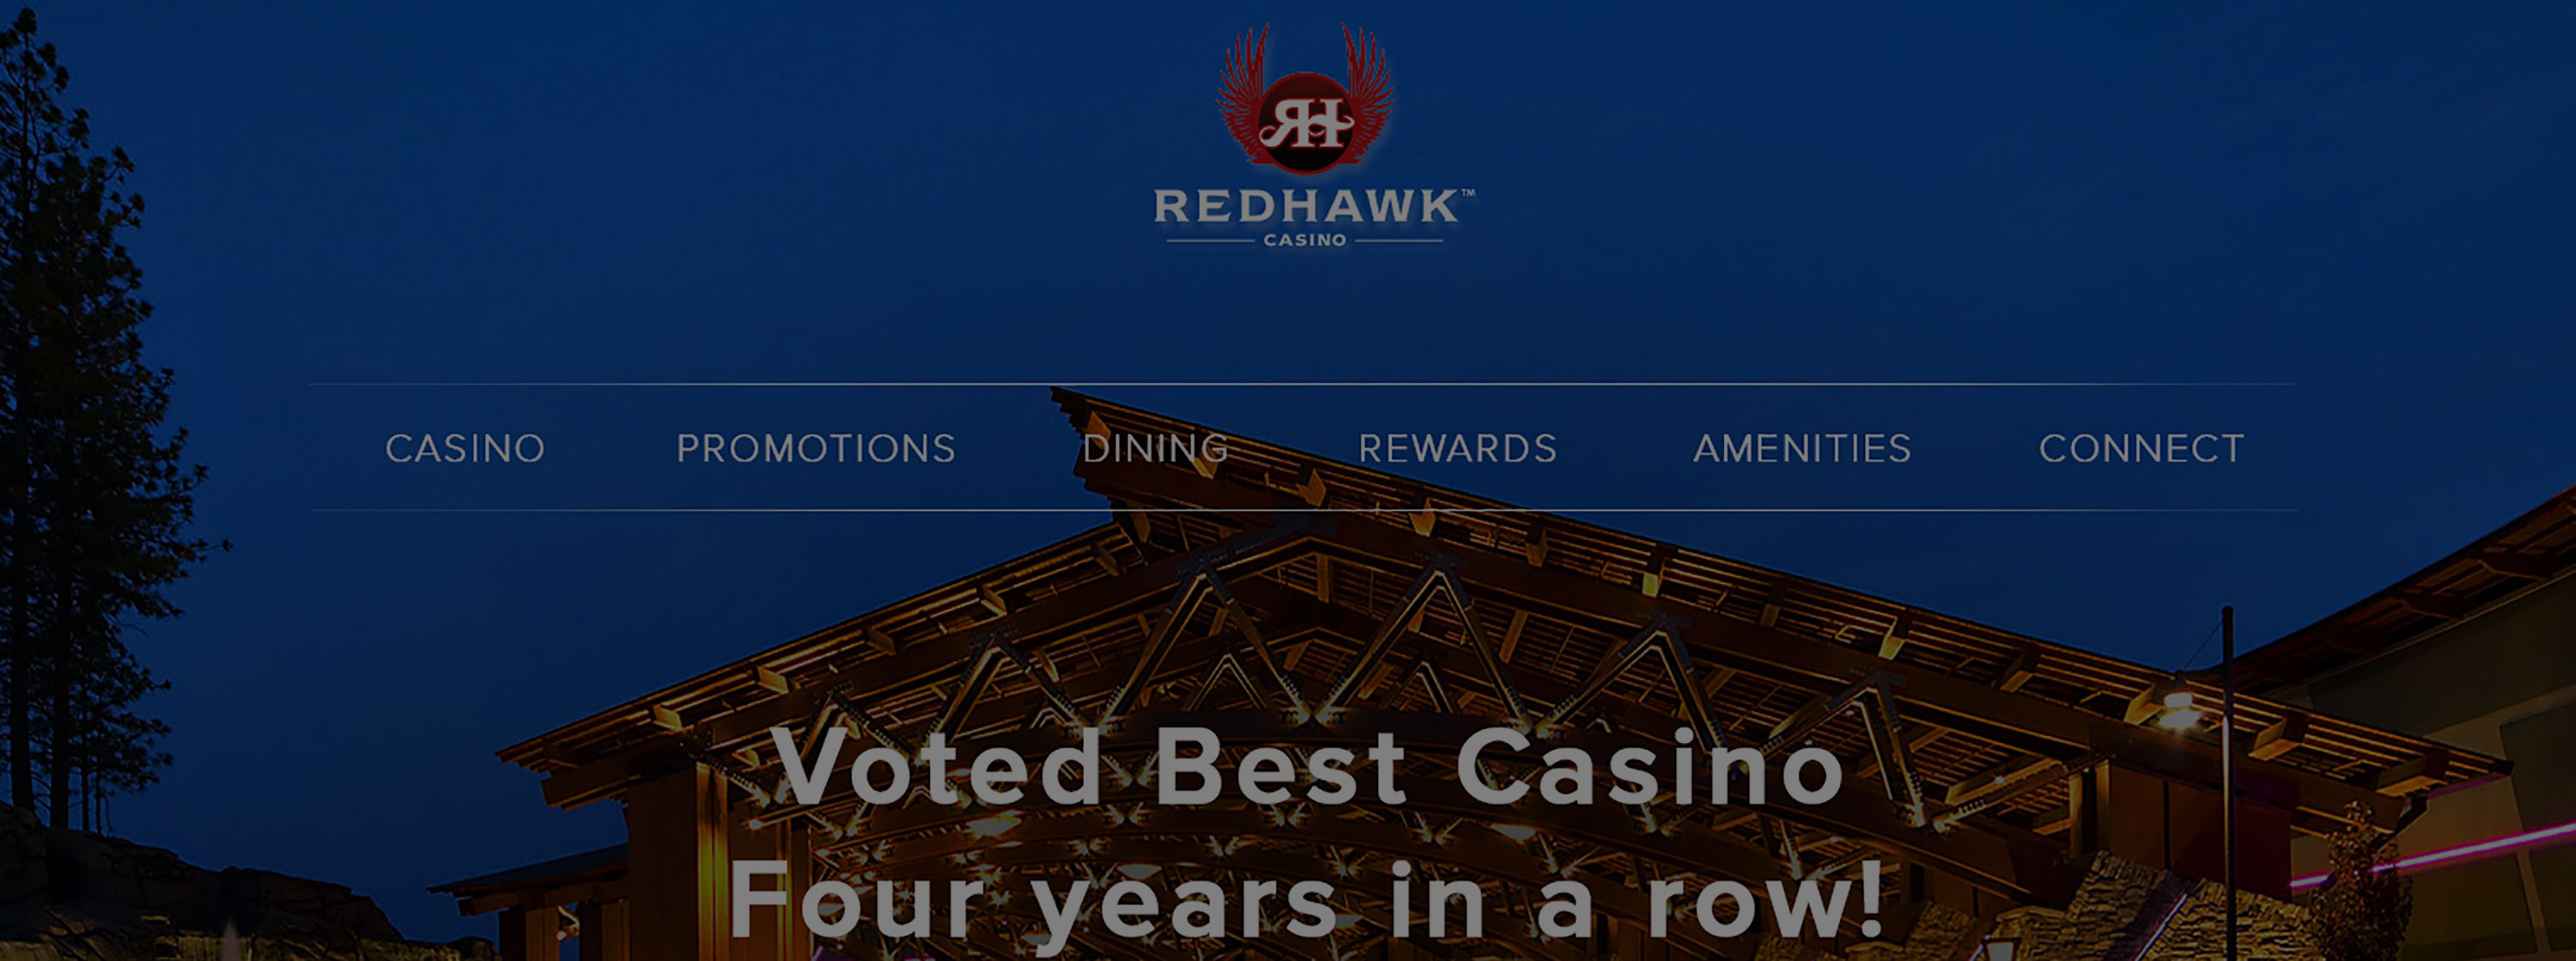 RH
REDHAWK™
CASINO
CASINO PROMOTIONS DINING REWARDS AMENITIES CONNECT
Voted Best Casino
Four years in a row!